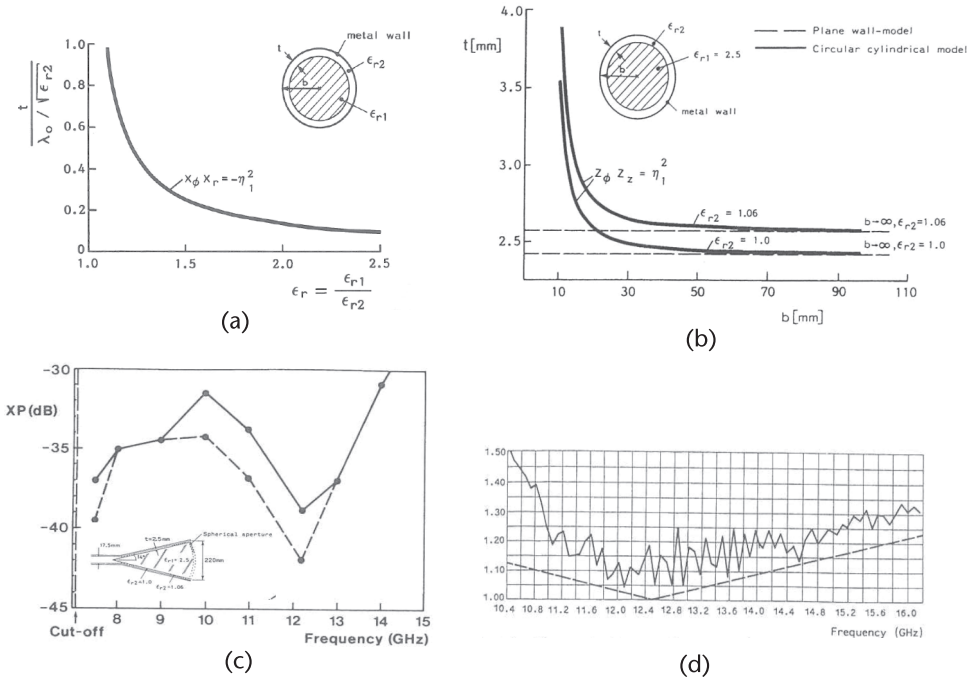 1.0
0.8
0.6
0.4
0.2
0
t
λo / √εr2
1.0 1.5 2.0 2.5
εr = εr1 / εr2
metal wall
t
εr2
b
εr1
XφXr = −η1²
(a)
4.0
t[mm]
3.5
3.0
2.5
10 30 50 70 90 110
b[mm]
Plane wall-model
Circular cylindrical model
t
εr2
b
εr1 = 2.5
metal wall
Zφ Zz = η1²
εr2 = 1.06
εr2 = 1.0
b→∞, εr2=1.06
b→∞, εr2 = 1.0
(b)
-30
XP(dB)
-35
-40
-45
Cut-off
8 9 10 11 12 13 14 15
Frequency (GHz)
17.5mm
t=2.5mm
Spherical aperture
14°
εr1= 2.5
220mm
εr2=1.0
εr2=1.06
(c)
1.50
1.40
1.30
1.20
1.10
1.00
10.4 10.8 11.2 11.6 12.0 12.4 12.8 13.2 13.6 14.0 14.4 14.8 15.2 15.6 16.0
Frequency (GHz)
(d)